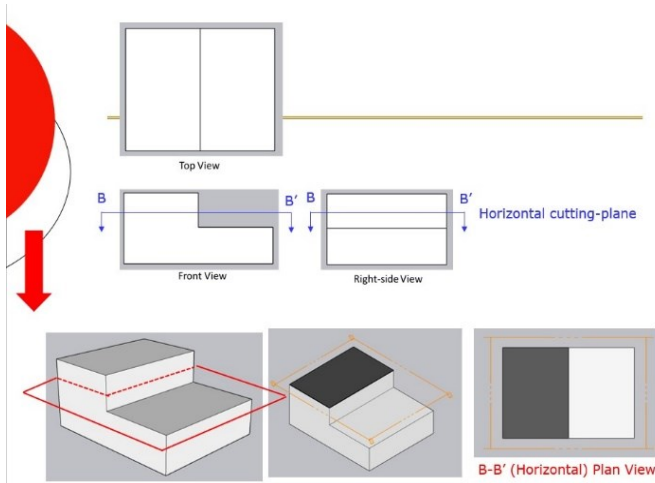 Top View
B
B'
B
B'
Horizontal cutting-plane
Front View
Right-side View
B-B' (Horizontal) Plan View